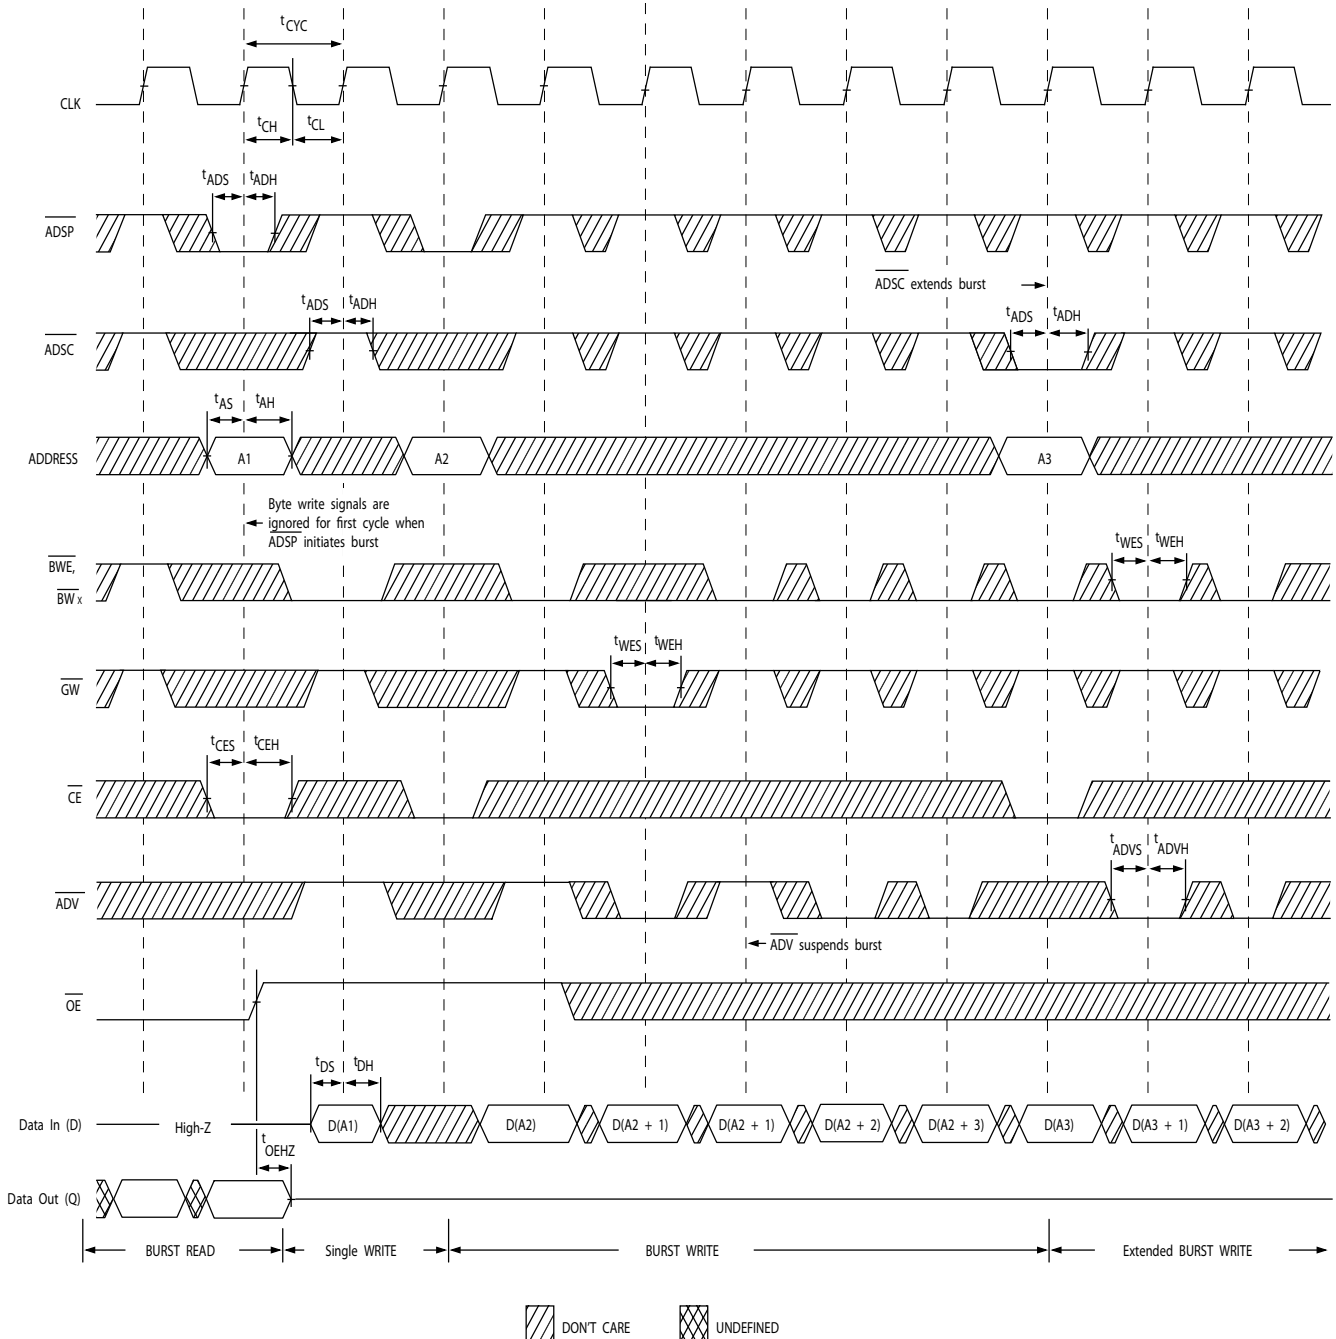 tCYC
CLK
tCH tCL
tADS tADH
ADSP
ADSC extends burst
tADS tADH
tADS tADH
ADSC
tAS tAH
ADDRESS A1 A2 A3
Byte write signals are
ignored for first cycle when
ADSP initiates burst
tWES tWEH
BWE,
BW x
tWES tWEH
GW
tCES tCEH
CE
tADVS tADVH
ADV
ADV suspends burst
OE
tDS tDH
Data In (D) High-Z D(A1) D(A2) D(A2 + 1) D(A2 + 1) D(A2 + 2) D(A2 + 3) D(A3) D(A3 + 1) D(A3 + 2)
tOEHZ
Data Out (Q)
BURST READ Single WRITE BURST WRITE Extended BURST WRITE
DON'T CARE UNDEFINED